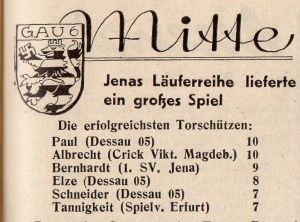 GAU 6
Mitte
Jenas Läuferreihe lieferte
ein großes Spiel
Die erfolgreichsten Torschützen:
Paul (Dessau 05) 10
Albrecht (Crick Vikt. Magdeb.) 10
Bernhardt (1. SV. Jena) 9
Elze (Dessau 05) 8
Schneider (Dessau 05) 7
Tannigkeit (Spielv. Erfurt) 7